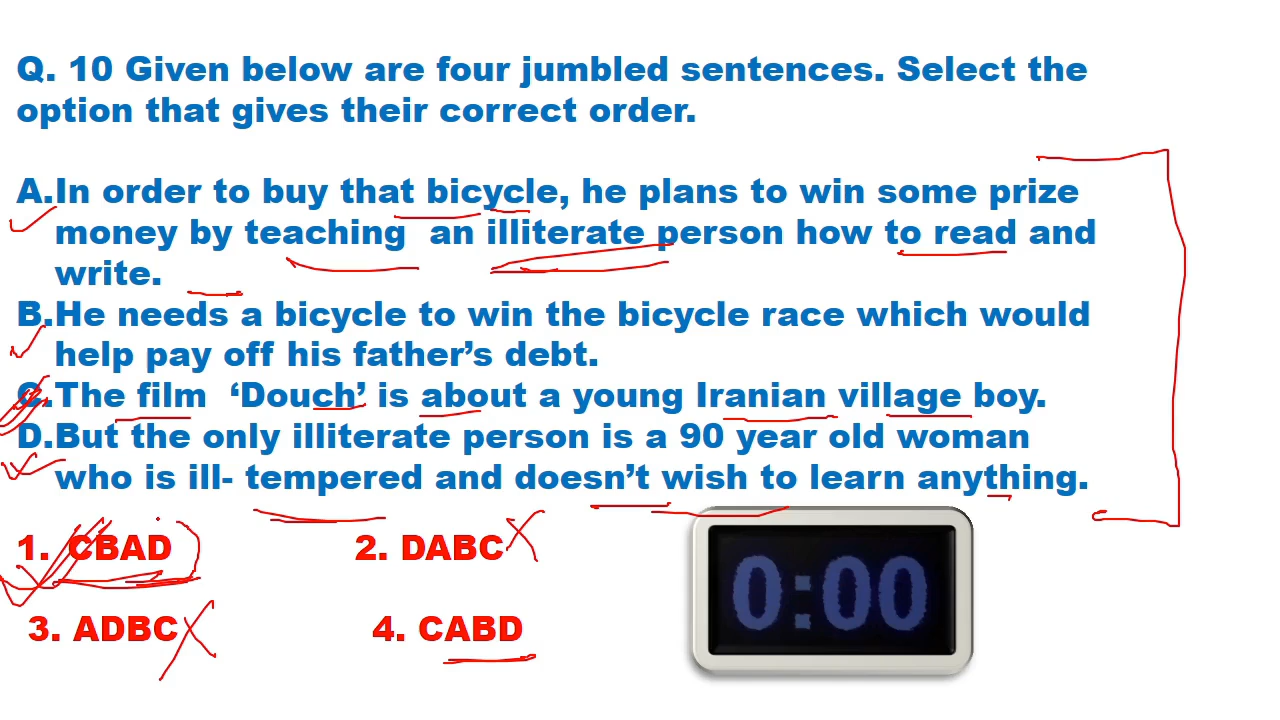 Q. 10 Given below are four jumbled sentences. Select the
option that gives their correct order.
A.In order to buy that bicycle, he plans to win some prize
money by teaching an illiterate person how to read and
write.
B.He needs a bicycle to win the bicycle race which would
help pay off his father’s debt.
C.The film ‘Douch’ is about a young Iranian village boy.
D.But the only illiterate person is a 90 year old woman
who is ill- tempered and doesn’t wish to learn anything.
1. CBAD 2. DABC
3. ADBC 4. CABD
0:00